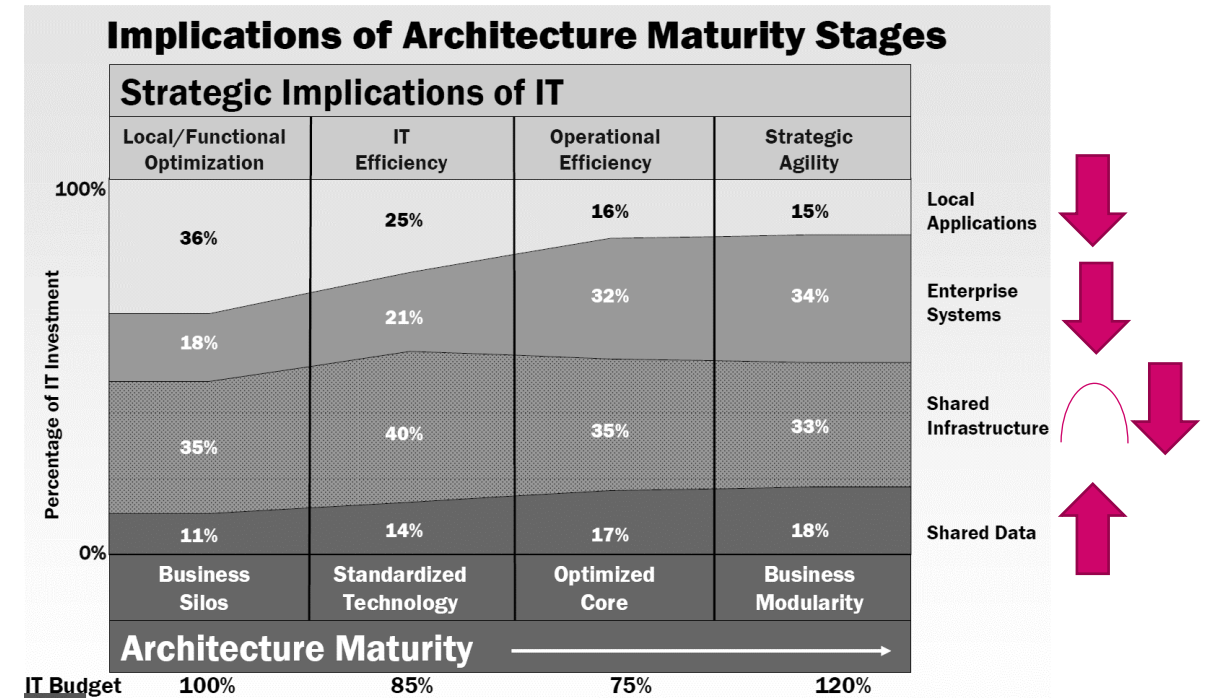 Implications of Architecture Maturity Stages
Strategic Implications of IT
Local/Functional
Optimization
IT
Efficiency
Operational
Efficiency
Strategic
Agility
100%
36%
25%
16%
15%
Local
Applications
18%
21%
32%
34%
Enterprise
Systems
35%
40%
35%
33%
Shared
Infrastructure
11%
14%
17%
18%
Shared Data
0%
Percentage of IT Investment
Business
Silos
Standardized
Technology
Optimized
Core
Business
Modularity
Architecture Maturity
IT Budget 100% 85% 75% 120%